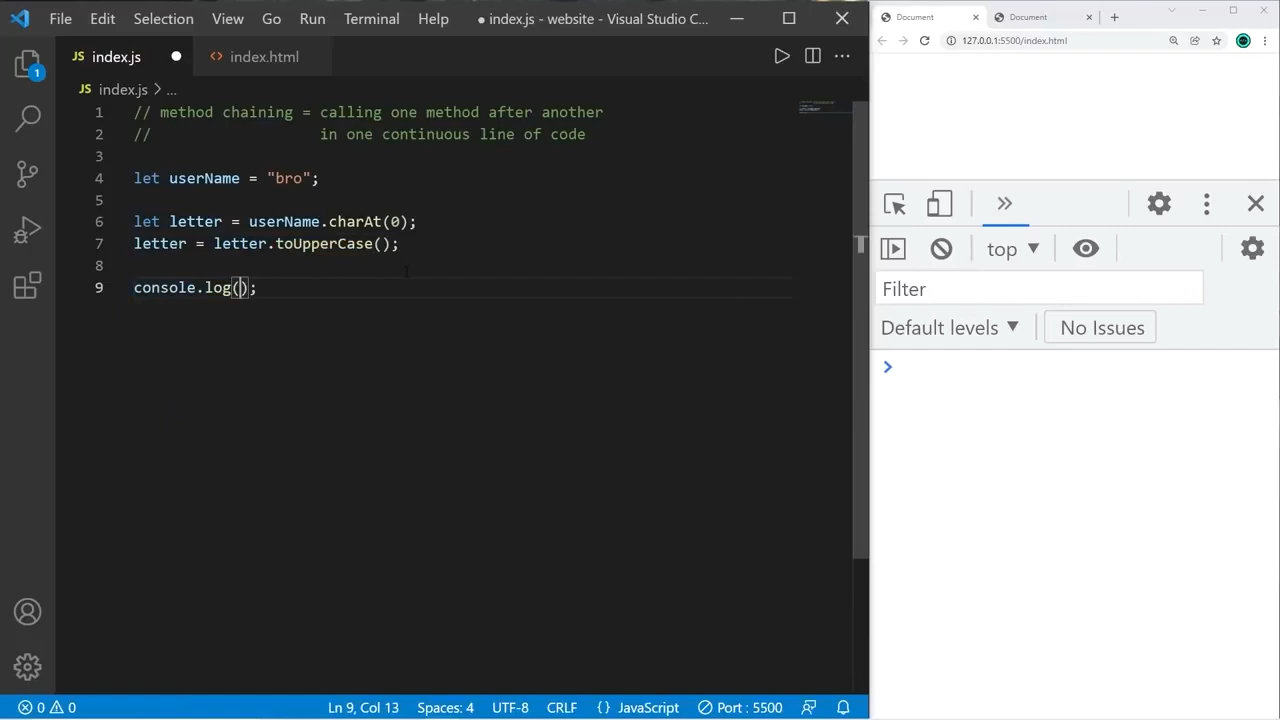 File Edit Selection View Go Run Terminal Help ● index.js - website - Visual Studio C...
JS index.js ● <> index.html
1
JS index.js > ...
1 // method chaining = calling one method after another
2 //                   in one continuous line of code
3
4 let userName = "bro";
5
6 let letter = userName.charAt(0);
7 letter = letter.toUpperCase();
8
9 console.log();
0 0 Ln 9, Col 13 Spaces: 4 UTF-8 CRLF {} JavaScript Port : 5500
Document Document
127.0.0.1:5500/index.html
top ▼
Filter
Default levels ▼ No Issues